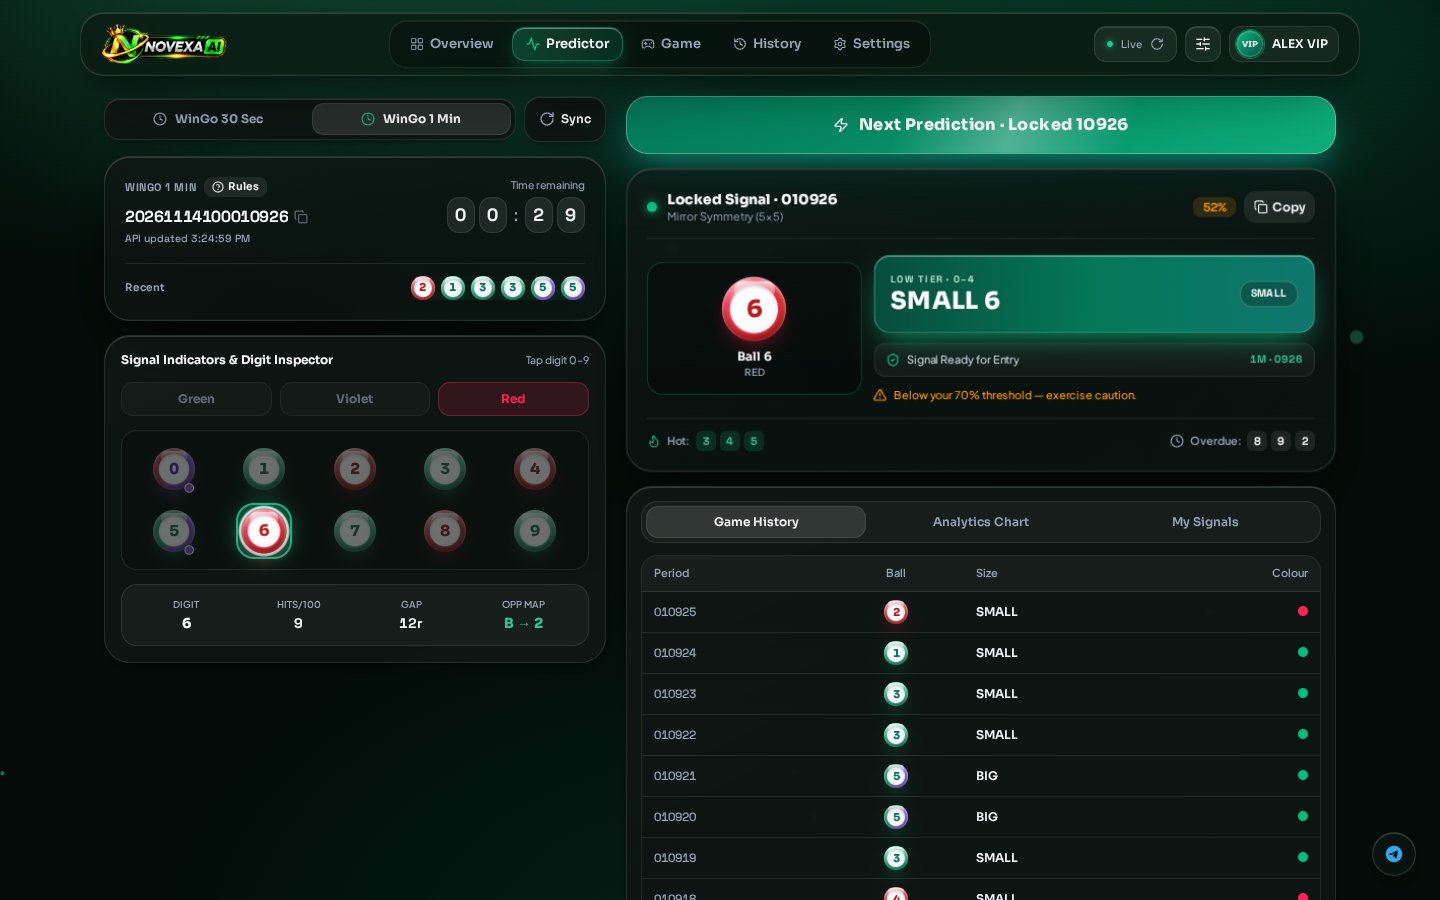 NOVEXA AI
Overview
Predictor
Game
History
Settings
Live
VIP
ALEX VIP
WinGo 30 Sec
WinGo 1 Min
Sync
WINGO 1 MIN
Rules
20261114100010926
API updated 3:24:59 PM
Time remaining
0 0 : 2 9
Recent
2 1 3 3 5 5
Signal Indicators & Digit Inspector
Tap digit 0–9
Green
Violet
Red
0 1 2 3 4
5 6 7 8 9
DIGIT HITS/100 GAP OPP MAP
6 9 12r B → 2
Next Prediction · Locked 10926
Locked Signal · 010926
Mirror Symmetry (5×5)
52%
Copy
6
Ball 6
RED
LOW TIER · 0–4
SMALL 6
SMALL
Signal Ready for Entry
1M · 0926
Below your 70% threshold — exercise caution.
Hot: 3 4 5
Overdue: 8 9 2
Game History
Analytics Chart
My Signals
Period Ball Size Colour
010925 2 SMALL
010924 1 SMALL
010923 3 SMALL
010922 3 SMALL
010921 5 BIG
010920 5 BIG
010919 3 SMALL
010918 4 SMALL